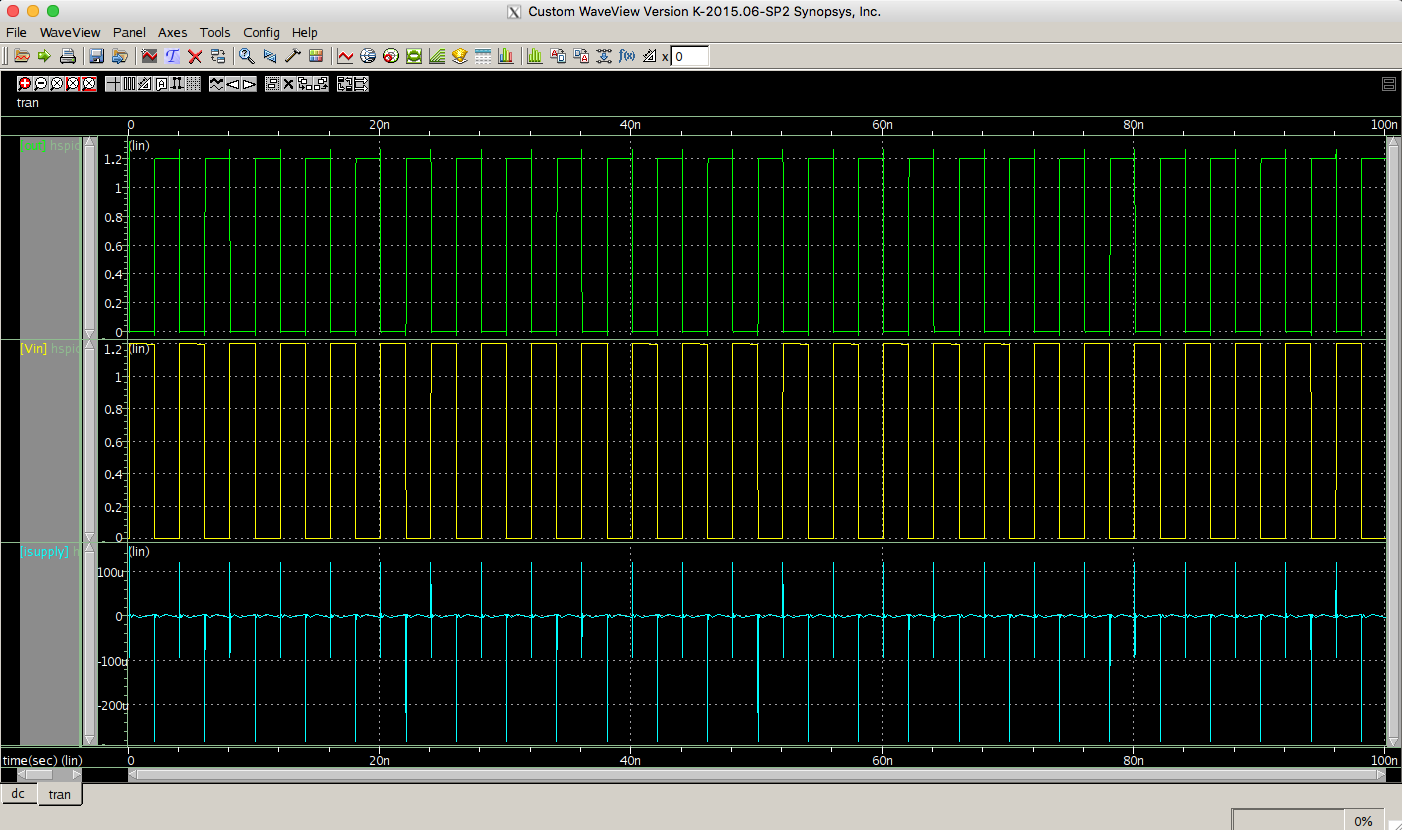 Custom WaveView Version K-2015.06-SP2 Synopsys, Inc.
File WaveView Panel Axes Tools Config Help
x 0
tran
0 20n 40n 60n 80n 100n
[out] hspic (lin)
1.2
1
0.8
0.6
0.4
0.2
0
[Vin] hspic (lin)
1.2
1
0.8
0.6
0.4
0.2
0
[isupply] h (lin)
100u
0
-100u
-200u
time(sec) (lin) 0 20n 40n 60n 80n 100n
dc tran
0%